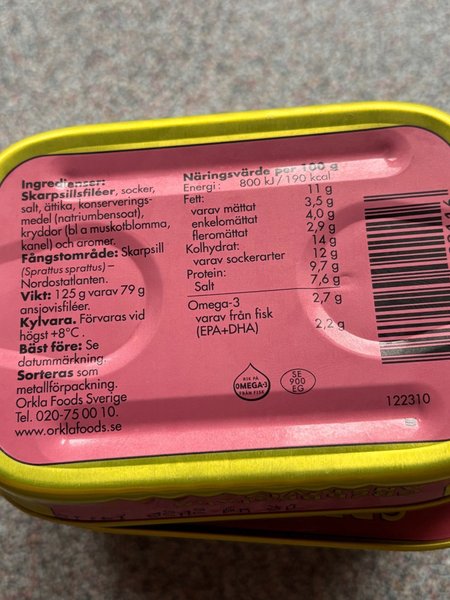 Ingredienser:
Skarpsillsfiléer, socker,
salt, ättika, konserverings-
medel (natriumbensoat),
kryddor (bl a muskotblomma,
kanel) och aromer.
Fångstområde: Skarpsill
(Sprattus sprattus) –
Nordostatlanten.
Vikt: 125 g varav 79 g
ansjovisfiléer.
Kylvara. Förvaras vid
högst +8°C.
Bäst före: Se
datummärkning.
Sorteras som
metallförpackning.
Orkla Foods Sverige
Tel. 020-75 00 10.
www.orklafoods.se
Näringsvärde per 100 g
Energi: 800 kJ/190 kcal
Fett: 11 g
varav mättat 3,5 g
enkelomättat 4,0 g
fleromättat 2,9 g
Kolhydrat: 14 g
varav sockerarter 12 g
Protein: 9,7 g
Salt 7,6 g
Omega-3 2,7 g
varav från fisk
(EPA+DHA) 2,2 g
RIK PÅ
OMEGA-3
FRÅN FISK
SE
900
EG
122310